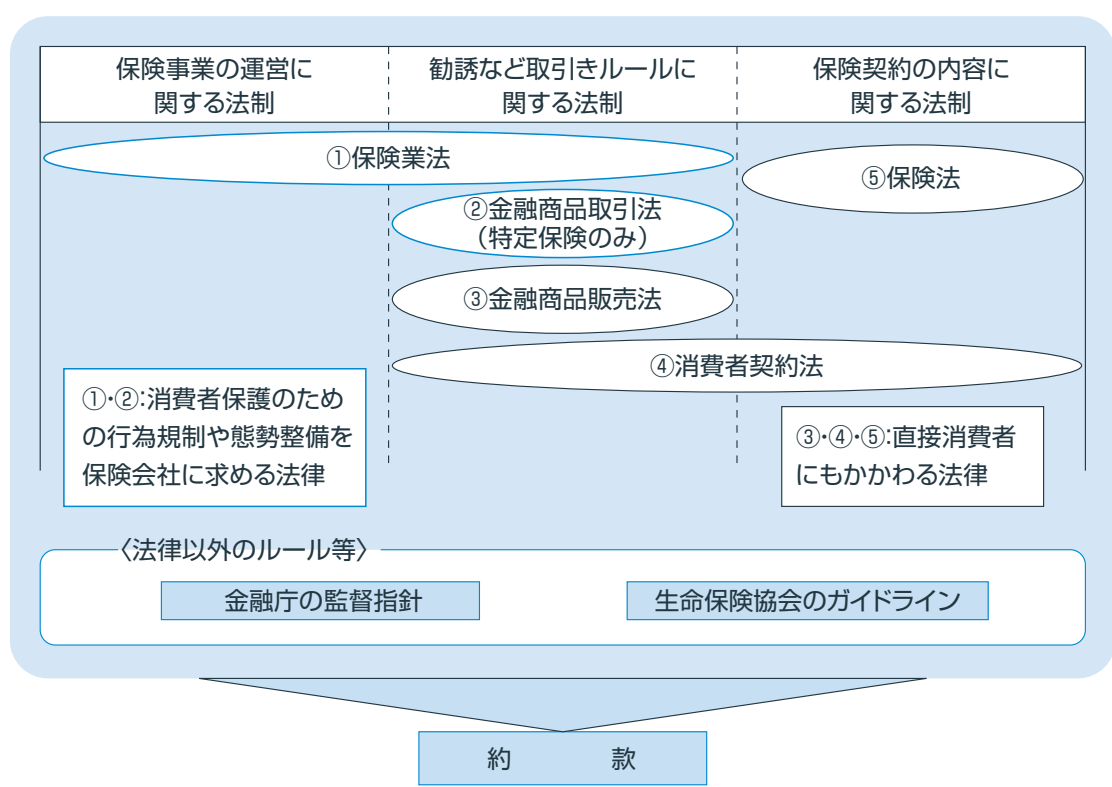 保険事業の運営に
関する法制
勧誘など取引きルールに
関する法制
保険契約の内容に
関する法制
①保険業法
⑤保険法
②金融商品取引法
（特定保険のみ）
③金融商品販売法
④消費者契約法
①・②:消費者保護のため
の行為規制や態勢整備を
保険会社に求める法律
③・④・⑤:直接消費者
にもかかわる法律
〈法律以外のルール等〉
金融庁の監督指針
生命保険協会のガイドライン
約　　款